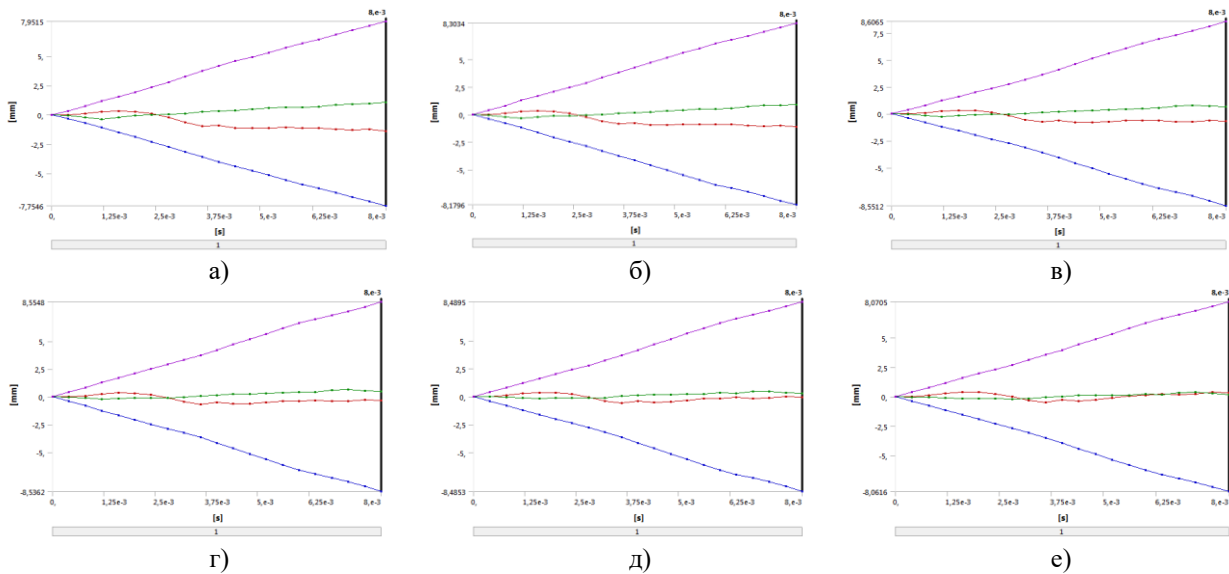 8,e-3
7,9515
5,
2,5
0,
-2,5
-5,
-7,7546
[mm]
0, 1,25e-3 2,5e-3 3,75e-3 5,e-3 6,25e-3 8,e-3
[s]
1
а)
8,e-3
8,3034
5,
2,5
0,
-2,5
-5,
-8,1796
[mm]
0, 1,25e-3 2,5e-3 3,75e-3 5,e-3 6,25e-3 8,e-3
[s]
1
б)
8,e-3
8,6065
7,5
5,
2,5
0,
-2,5
-5,
-8,5512
[mm]
0, 1,25e-3 2,5e-3 3,75e-3 5,e-3 6,25e-3 8,e-3
[s]
1
в)
8,e-3
8,5548
5,
2,5
0,
-2,5
-5,
-8,5362
[mm]
0, 1,25e-3 2,5e-3 3,75e-3 5,e-3 6,25e-3 8,e-3
[s]
1
г)
8,e-3
8,4895
5,
2,5
0,
-2,5
-5,
-8,4853
[mm]
0, 1,25e-3 2,5e-3 3,75e-3 5,e-3 6,25e-3 8,e-3
[s]
1
д)
8,e-3
8,0705
5,
2,5
0,
-2,5
-5,
-8,0616
[mm]
0, 1,25e-3 2,5e-3 3,75e-3 5,e-3 6,25e-3 8,e-3
[s]
1
е)